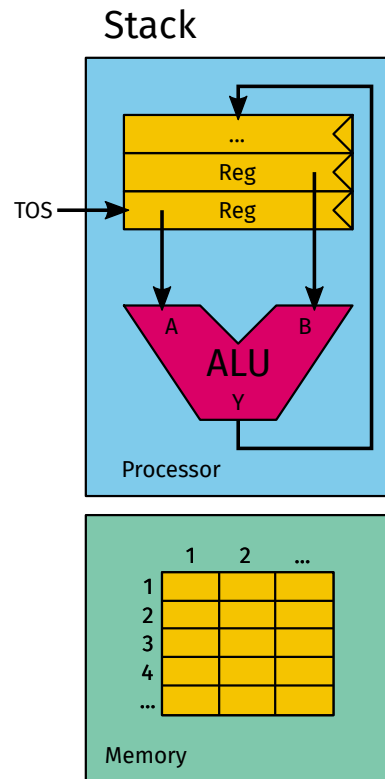 Stack
...
Reg
TOS
Reg
A
B
ALU
Y
Processor
1 2 ...
1
2
3
4
...
Memory